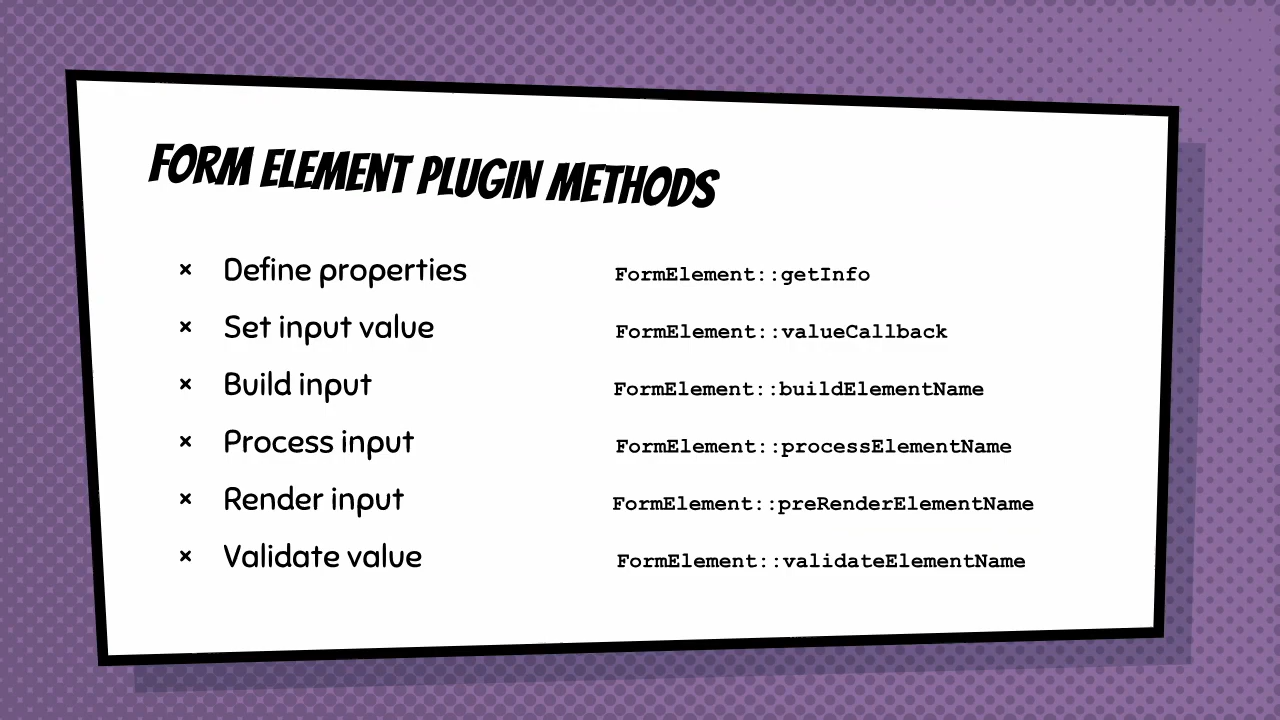 FORM ELEMENT PLUGIN METHODS
× Define properties FormElement::getInfo
× Set input value FormElement::valueCallback
× Build input FormElement::buildElementName
× Process input FormElement::processElementName
× Render input FormElement::preRenderElementName
× Validate value FormElement::validateElementName